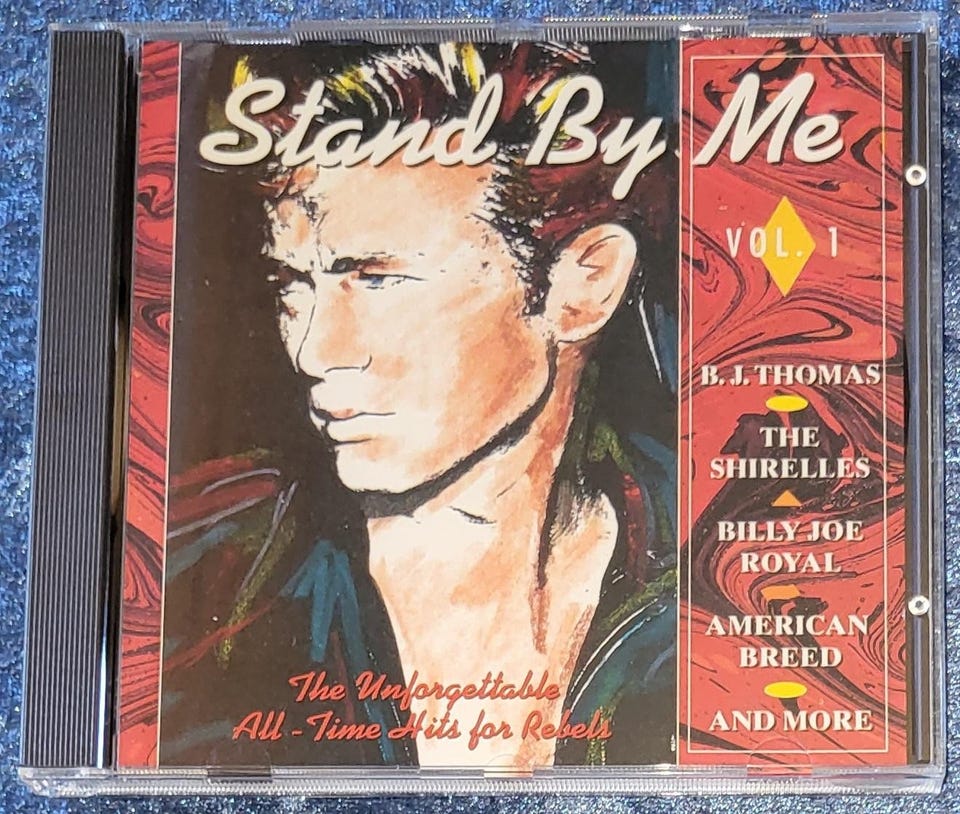 Stand By Me
VOL. 1
B. J. THOMAS
THE
SHIRELLES
BILLY JOE
ROYAL
AMERICAN
BREED
AND MORE
The Unforgettable
All - Time Hits for Rebels